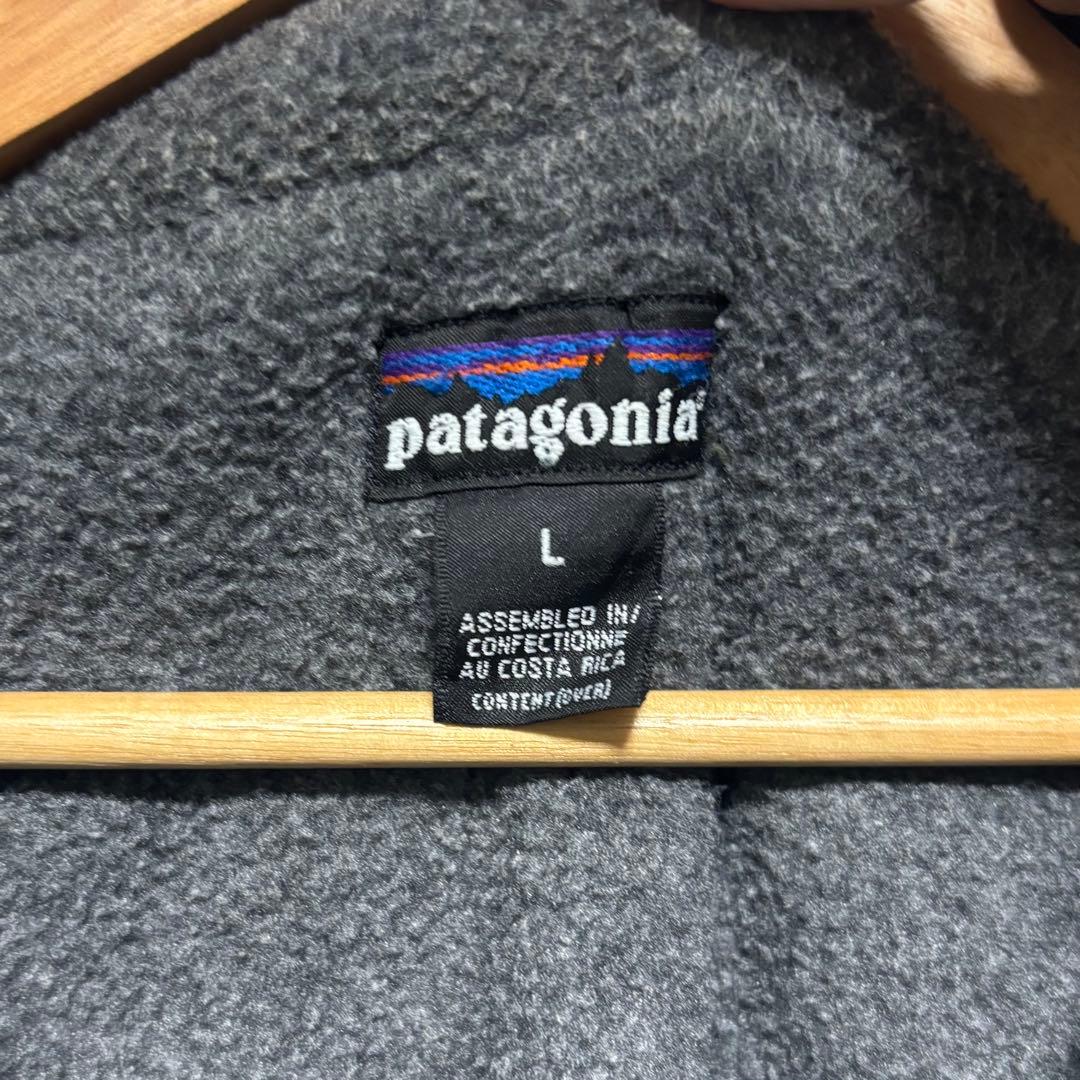 patagonia®
L
ASSEMBLED IN/
CONFECTIONNE
AU COSTA RICA
CONTENT (OVER)